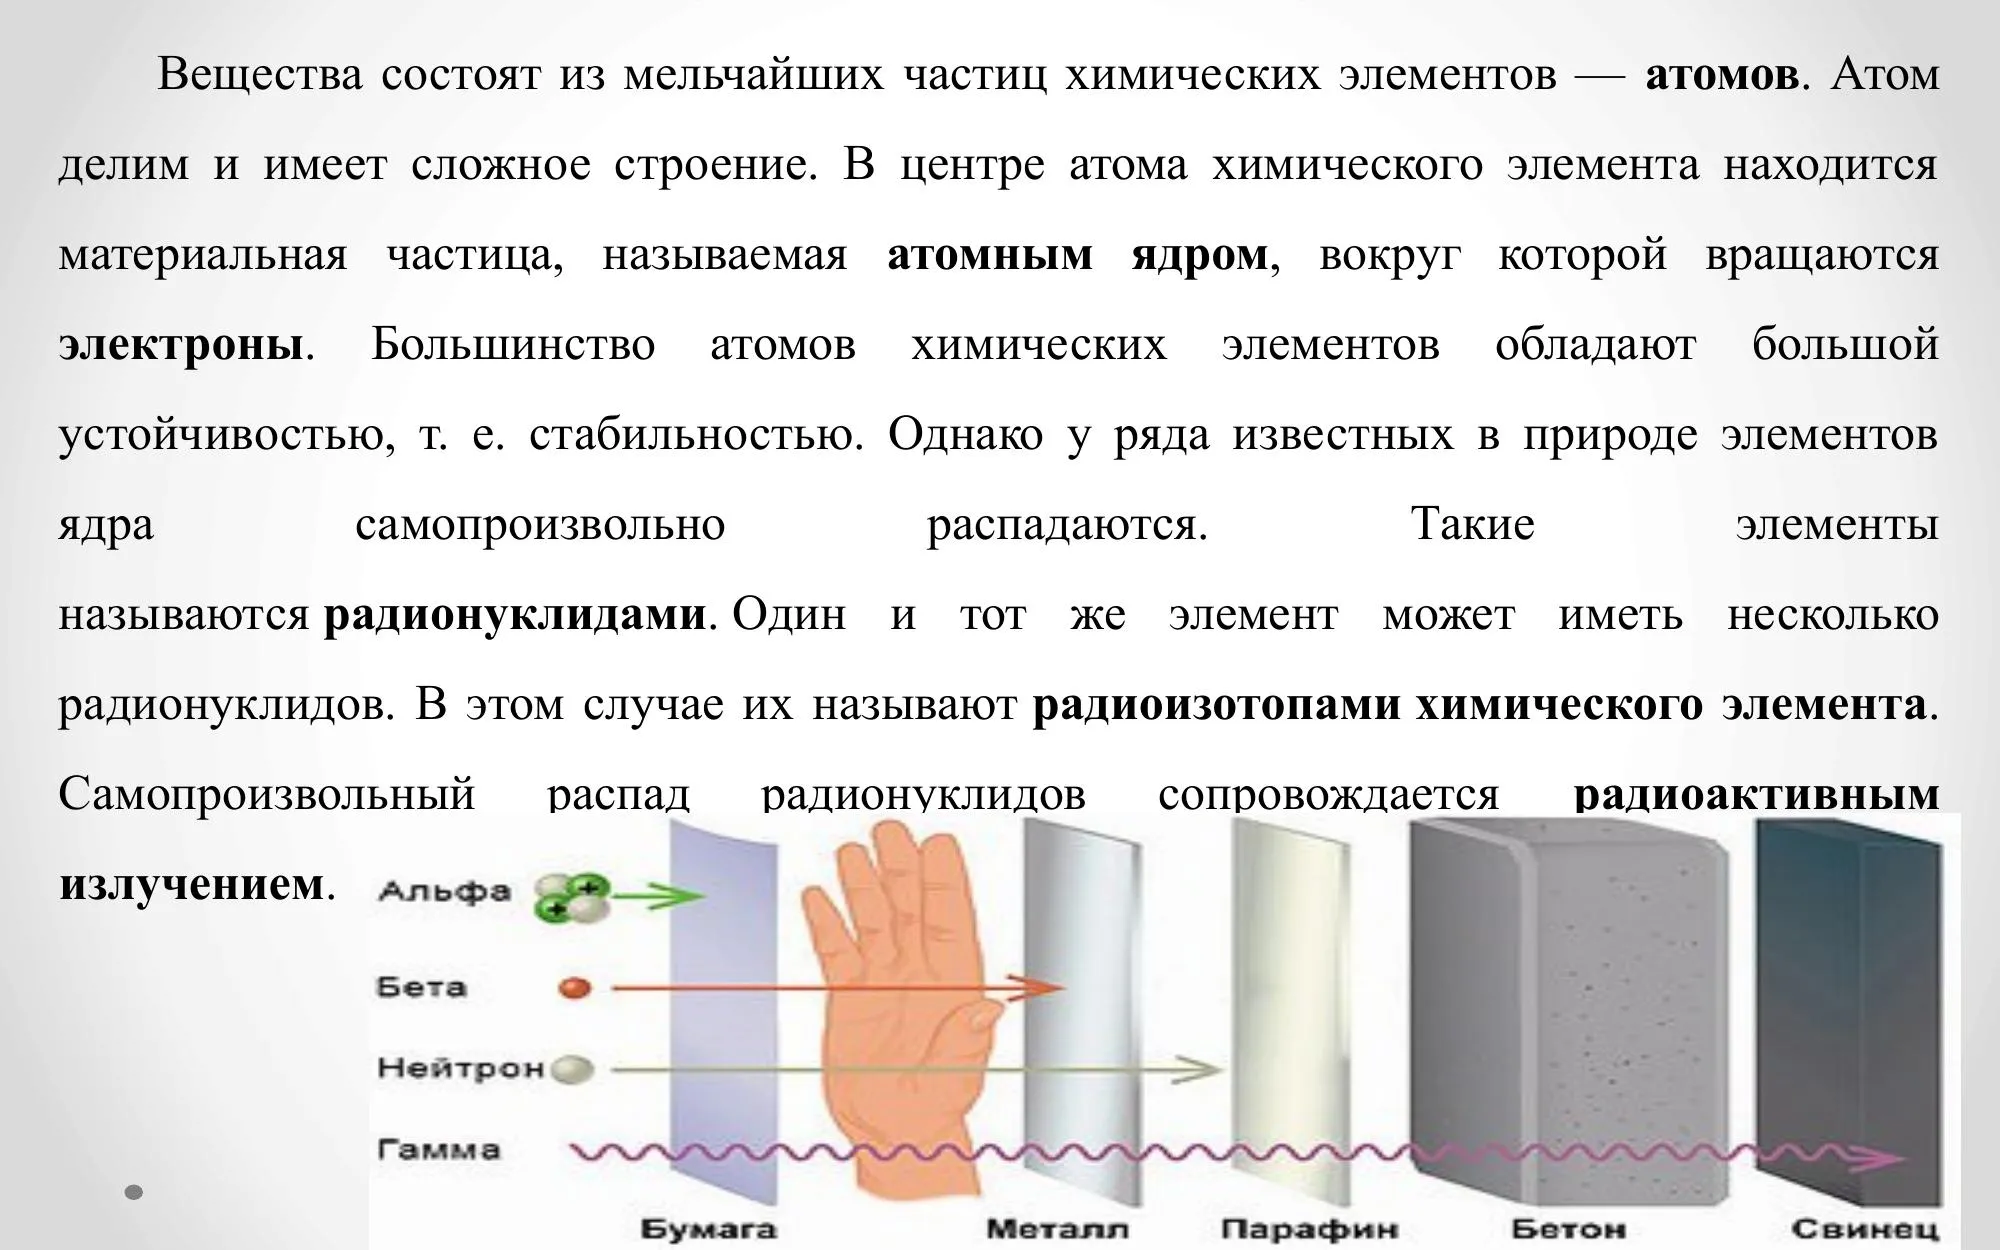 Вещества состоят из мельчайших частиц химических элементов — атомов. Атом
делим и имеет сложное строение. В центре атома химического элемента находится
материальная частица, называемая атомным ядром, вокруг которой вращаются
электроны. Большинство атомов химических элементов обладают большой
устойчивостью, т. е. стабильностью. Однако у ряда известных в природе элементов
ядра самопроизвольно распадаются. Такие элементы
называются радионуклидами. Один и тот же элемент может иметь несколько
радионуклидов. В этом случае их называют радиоизотопами химического элемента.
Самопроизвольный распад радионуклидов сопровождается радиоактивным
излучением.
Альфа
Бета
Нейтрон
Гамма
Бумага Металл Парафин Бетон Свинец